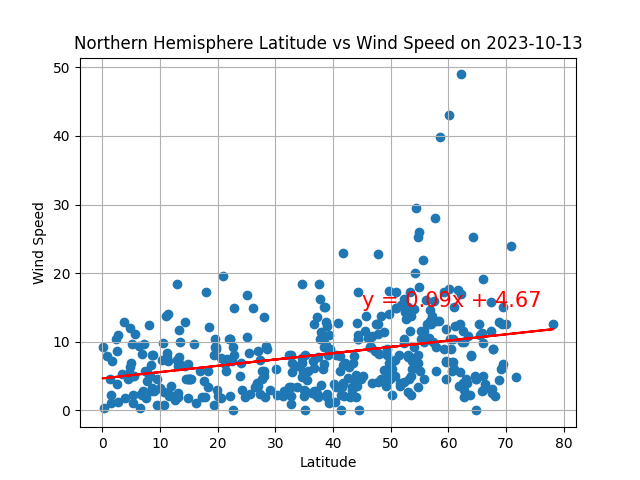 Northern Hemisphere Latitude vs Wind Speed on 2023-10-13
50
40
30
20
10
0
Wind Speed
y = 0.09x + 4.67
0 10 20 30 40 50 60 70 80
Latitude